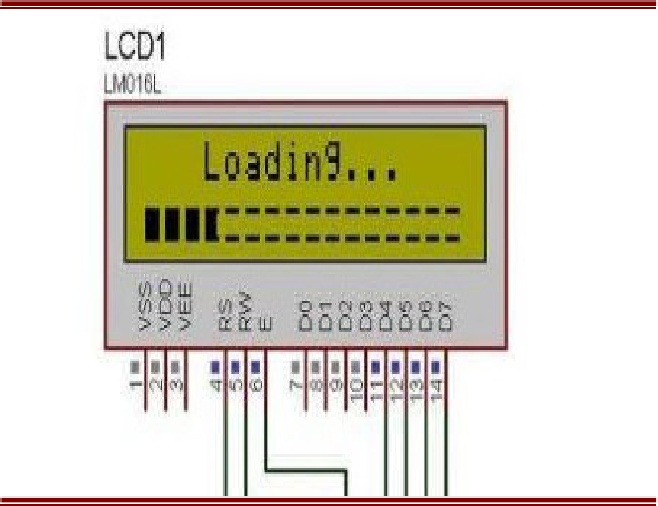 LCD1
LM016L
Loading...
VSS VDD VEE RS RW E D0 D1 D2 D3 D4 D5 D6 D7
1 2 3 4 5 6 7 8 9 10 11 12 13 14